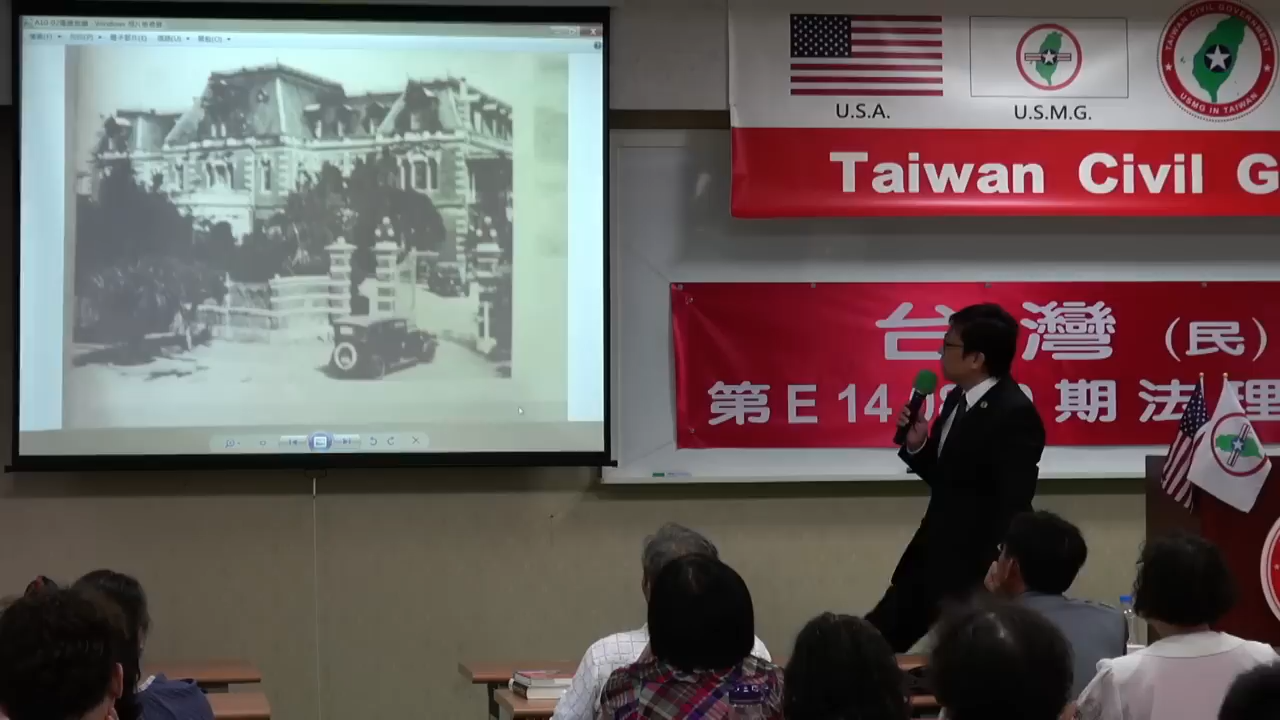 U.S.A.
U.S.M.G.
TAIWAN CIVIL GOVERNMENT
USMG IN TAIWAN
Taiwan Civil G
台灣(民)
第E14 期法理